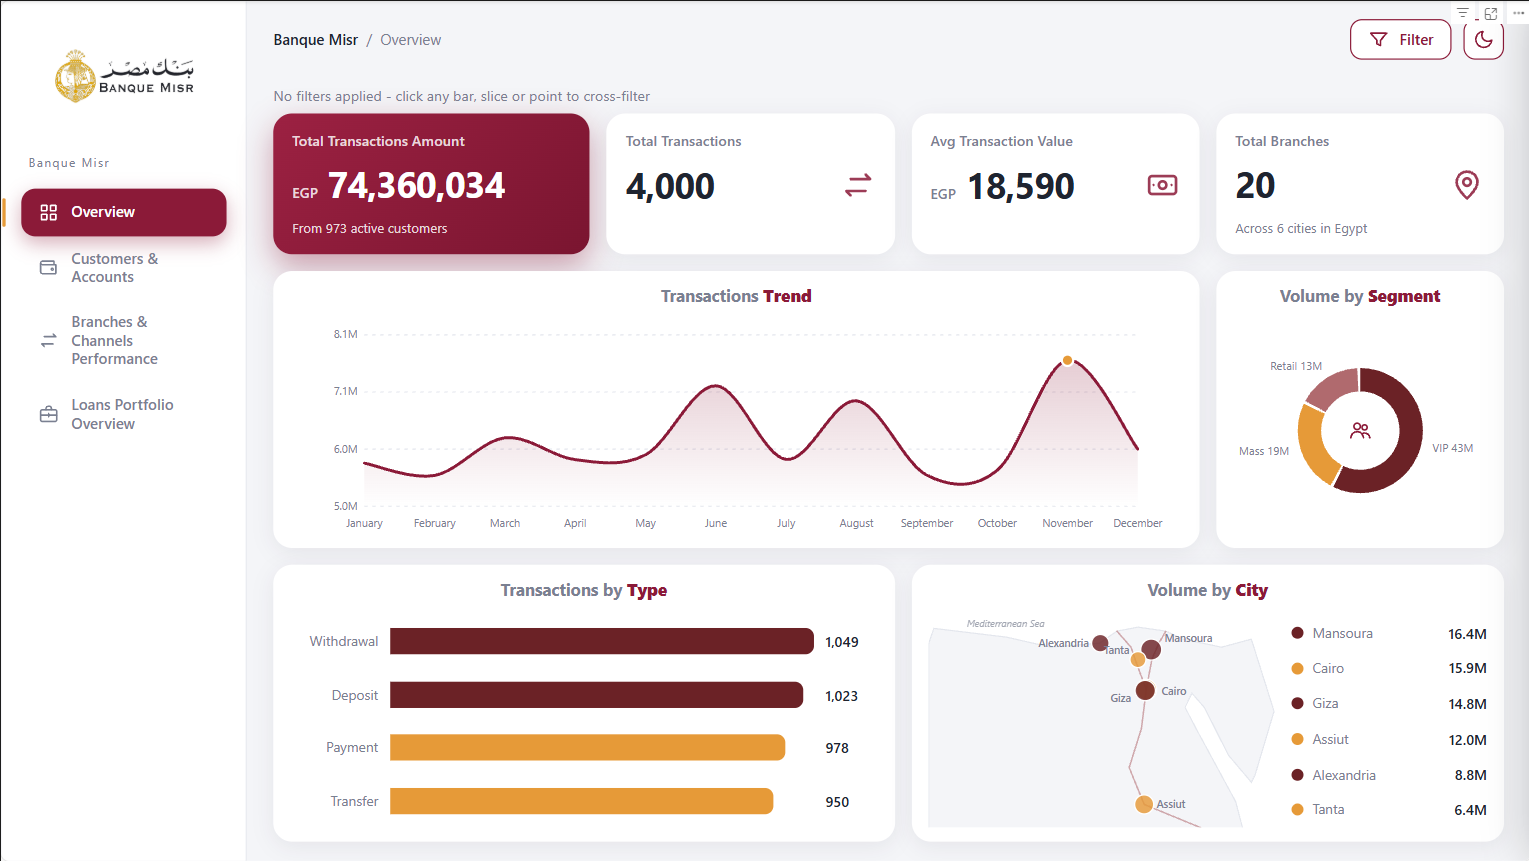 بنك مصر
BANQUE MISR
Banque Misr
Overview
Customers &
Accounts
Branches &
Channels
Performance
Loans Portfolio
Overview
Banque Misr / Overview
Filter
No filters applied - click any bar, slice or point to cross-filter
Total Transactions Amount
EGP 74,360,034
From 973 active customers
Total Transactions
4,000
Avg Transaction Value
EGP 18,590
Total Branches
20
Across 6 cities in Egypt
Transactions Trend
8.1M
7.1M
6.0M
5.0M
January February March April May June July August September October November December
Volume by Segment
Retail 13M
Mass 19M
VIP 43M
Transactions by Type
Withdrawal 1,049
Deposit 1,023
Payment 978
Transfer 950
Volume by City
Mediterranean Sea
Alexandria
Mansoura
Tanta
Giza
Cairo
Assiut
Mansoura 16.4M
Cairo 15.9M
Giza 14.8M
Assiut 12.0M
Alexandria 8.8M
Tanta 6.4M